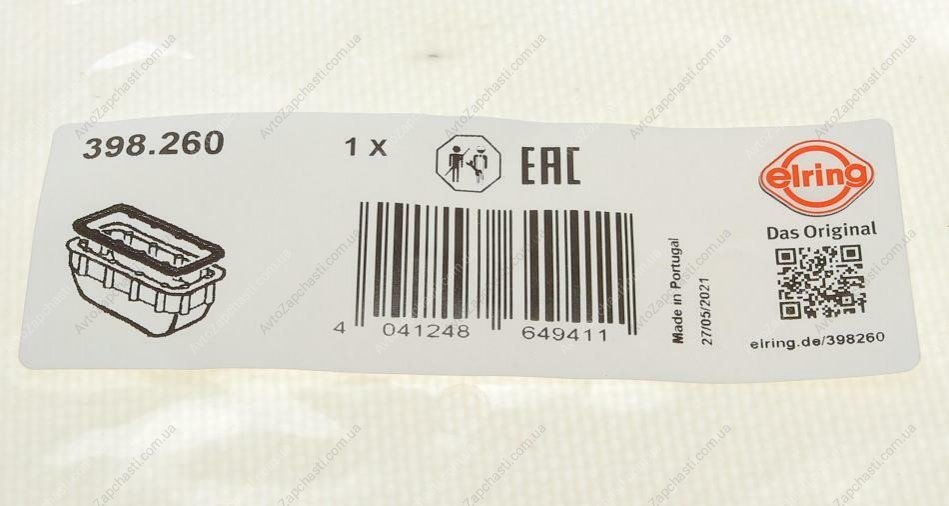 398.260
1 X
EAC
elring
Das Original
4 041248 649411
Made in Portugal
27/05/2021
elring.de/398260
AvtoZapchasti.com.ua